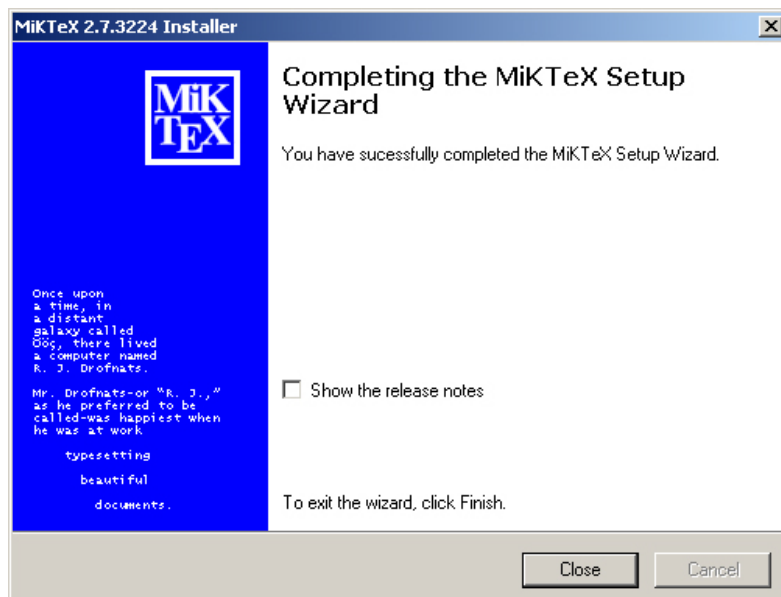 MiKTeX 2.7.3224 Installer
MiK
TEX
Completing the MiKTeX Setup
Wizard
You have sucessfully completed the MiKTeX Setup Wizard.
Once upon
a time, in
a distant
galaxy called
Ööç, there lived
a computer named
R. J. Drofnats.
Mr. Drofnats-or “R. J.,”
as he preferred to be
called-was happiest when
he was at work
typesetting
beautiful
documents.
Show the release notes
To exit the wizard, click Finish.
Close
Cancel